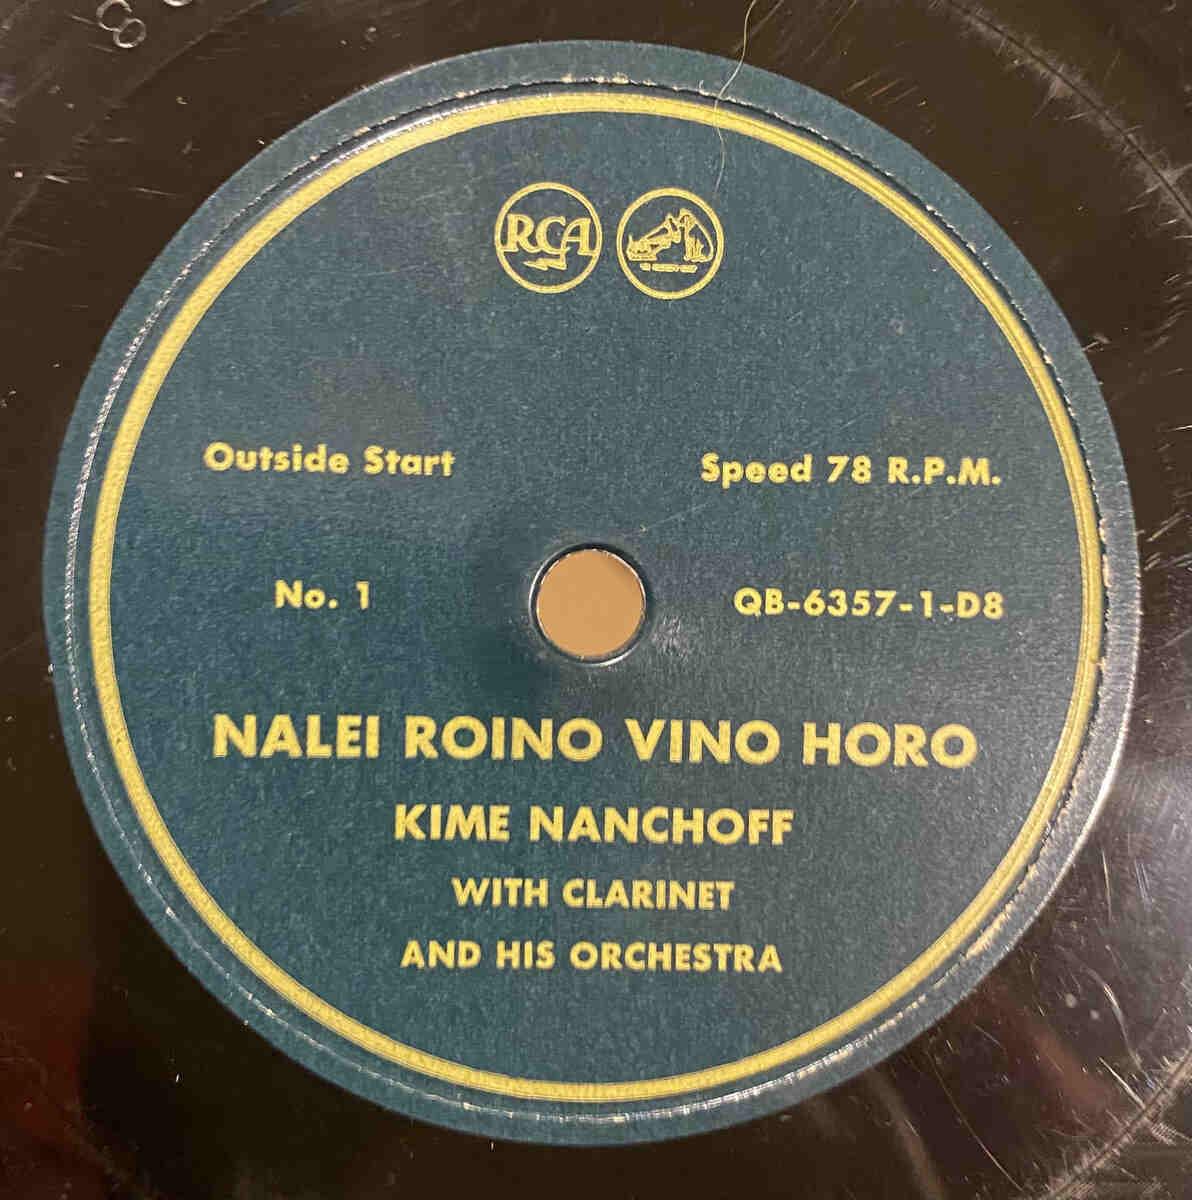 RCA
Outside Start
Speed 78 R.P.M.
No. 1
QB-6357-1-D8
NALEI ROINO VINO HORO
KIME NANCHOFF
WITH CLARINET
AND HIS ORCHESTRA